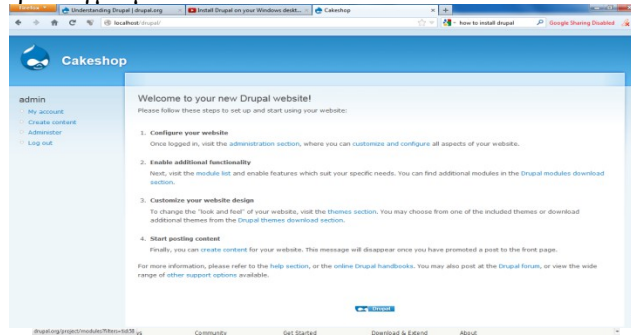 Firefox
Understanding Drupal | drupal.org
Install Drupal on your Windows deskt...
Cakeshop
localhost/drupal/
how to install drupal
Google Sharing Disabled
Cakeshop
admin
My account
Create content
Administer
Log out
Welcome to your new Drupal website!
Please follow these steps to set up and start using your website:
1. Configure your website
Once logged in, visit the administration section, where you can customize and configure all aspects of your website.
2. Enable additional functionality
Next, visit the module list and enable features which suit your specific needs. You can find additional modules in the Drupal modules download
section.
3. Customize your website design
To change the "look and feel" of your website, visit the themes section. You may choose from one of the included themes or download
additional themes from the Drupal themes download section.
4. Start posting content
Finally, you can create content for your website. This message will disappear once you have promoted a post to the front page.
For more information, please refer to the help section, or the online Drupal handbooks. You may also post at the Drupal forum, or view the wide
range of other support options available.
Drupal
Community
Get Started
Download & Extend
About